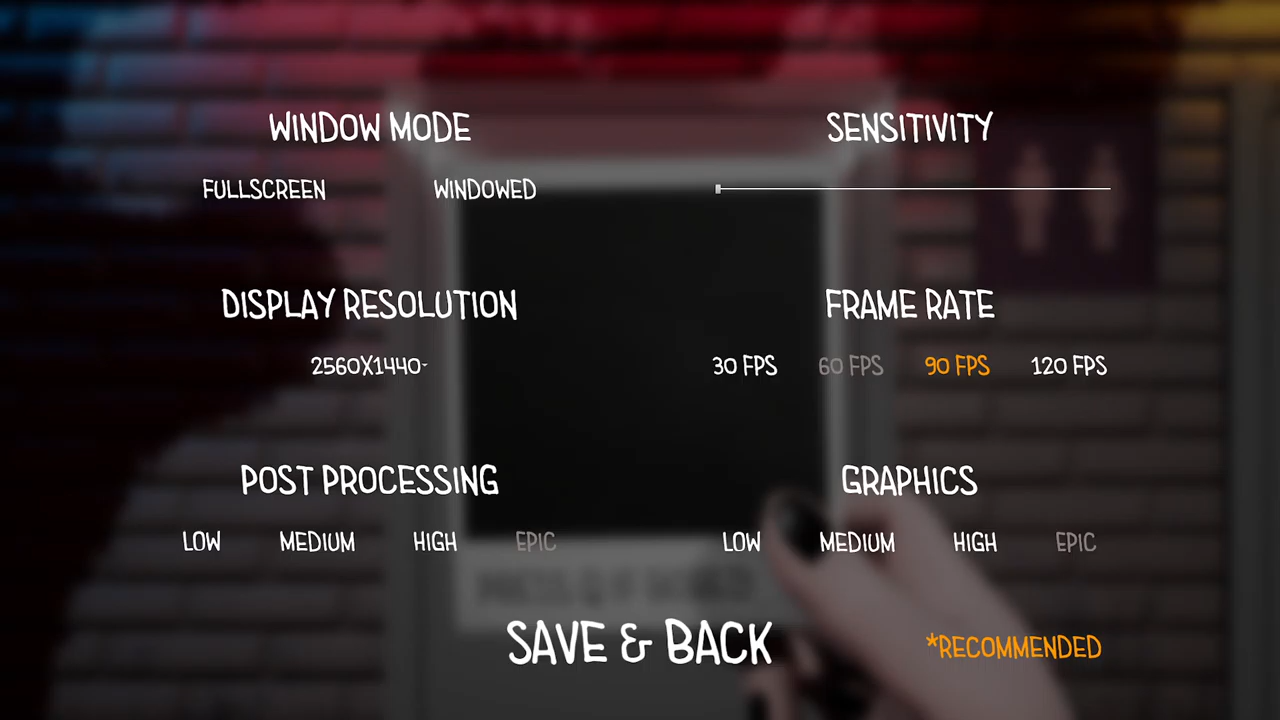 WINDOW MODE
FULLSCREEN WINDOWED
DISPLAY RESOLUTION
2560X1440
POST PROCESSING
LOW MEDIUM HIGH EPIC
SENSITIVITY
FRAME RATE
30 FPS 60 FPS 90 FPS 120 FPS
GRAPHICS
LOW MEDIUM HIGH EPIC
SAVE & BACK
*RECOMMENDED